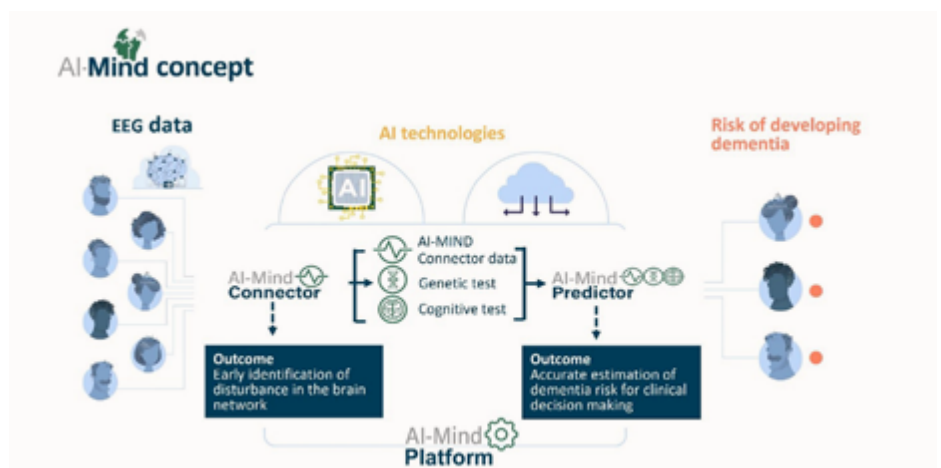 AI-Mind concept
EEG data
AI technologies
Risk of developing
dementia
AI
AI-MIND
Connector data
Genetic test
Cognitive test
AI-Mind
Connector
AI-Mind
Predictor
Outcome
Early identification of
disturbance in the brain
network
Outcome
Accurate estimation of
dementia risk for clinical
decision making
AI-Mind
Platform